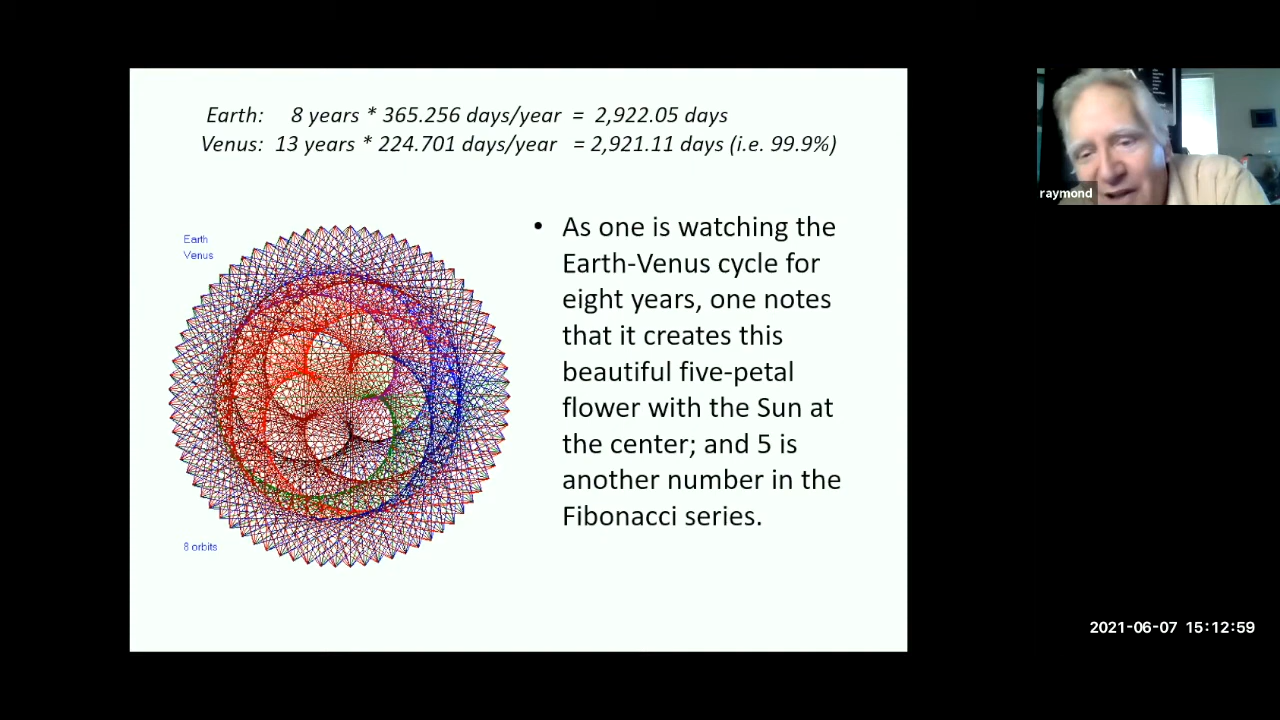 Earth: 8 years * 365.256 days/year = 2,922.05 days
Venus: 13 years * 224.701 days/year = 2,921.11 days (i.e. 99.9%)
Earth
Venus
8 orbits
• As one is watching the
Earth-Venus cycle for
eight years, one notes
that it creates this
beautiful five-petal
flower with the Sun at
the center; and 5 is
another number in the
Fibonacci series.
raymond
2021-06-07 15:12:59